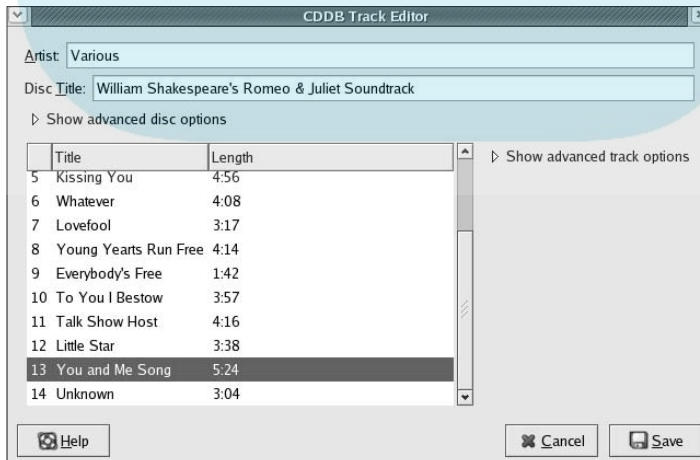 CDDB Track Editor
Artist: Various
Disc Title: William Shakespeare's Romeo & Juliet Soundtrack
Show advanced disc options
Title Length
Show advanced track options
5 Kissing You 4:56
6 Whatever 4:08
7 Lovefool 3:17
8 Young Yearts Run Free 4:14
9 Everybody's Free 1:42
10 To You I Bestow 3:57
11 Talk Show Host 4:16
12 Little Star 3:38
13 You and Me Song 5:24
14 Unknown 3:04
Help Cancel Save